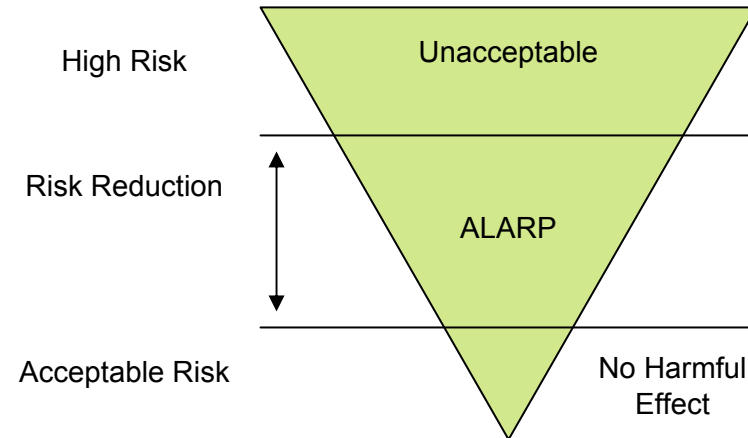 High Risk
Unacceptable
Risk Reduction
ALARP
Acceptable Risk
No Harmful
Effect